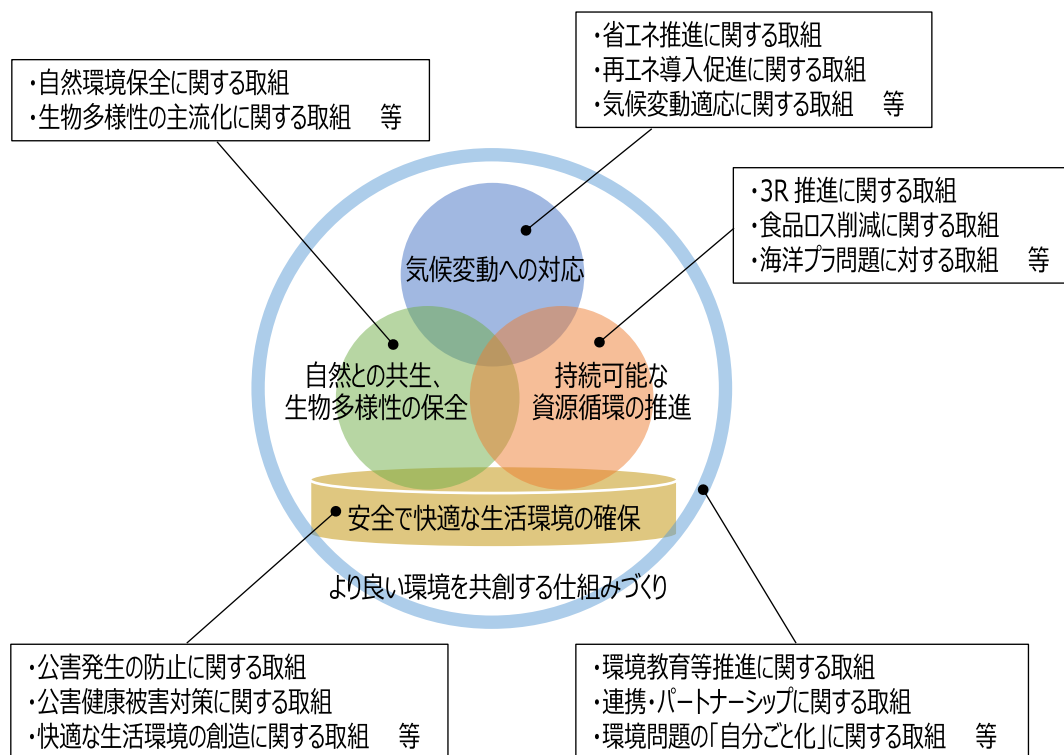 ・省エネ推進に関する取組
・再エネ導入促進に関する取組
・気候変動適応に関する取組 等
・自然環境保全に関する取組
・生物多様性の主流化に関する取組 等
・3R 推進に関する取組
・食品ロス削減に関する取組
・海洋プラ問題に対する取組 等
気候変動への対応
自然との共生、
生物多様性の保全
持続可能な
資源循環の推進
安全で快適な生活環境の確保
より良い環境を共創する仕組みづくり
・公害発生の防止に関する取組
・公害健康被害対策に関する取組
・快適な生活環境の創造に関する取組 等
・環境教育等推進に関する取組
・連携・パートナーシップに関する取組
・環境問題の「自分ごと化」に関する取組 等